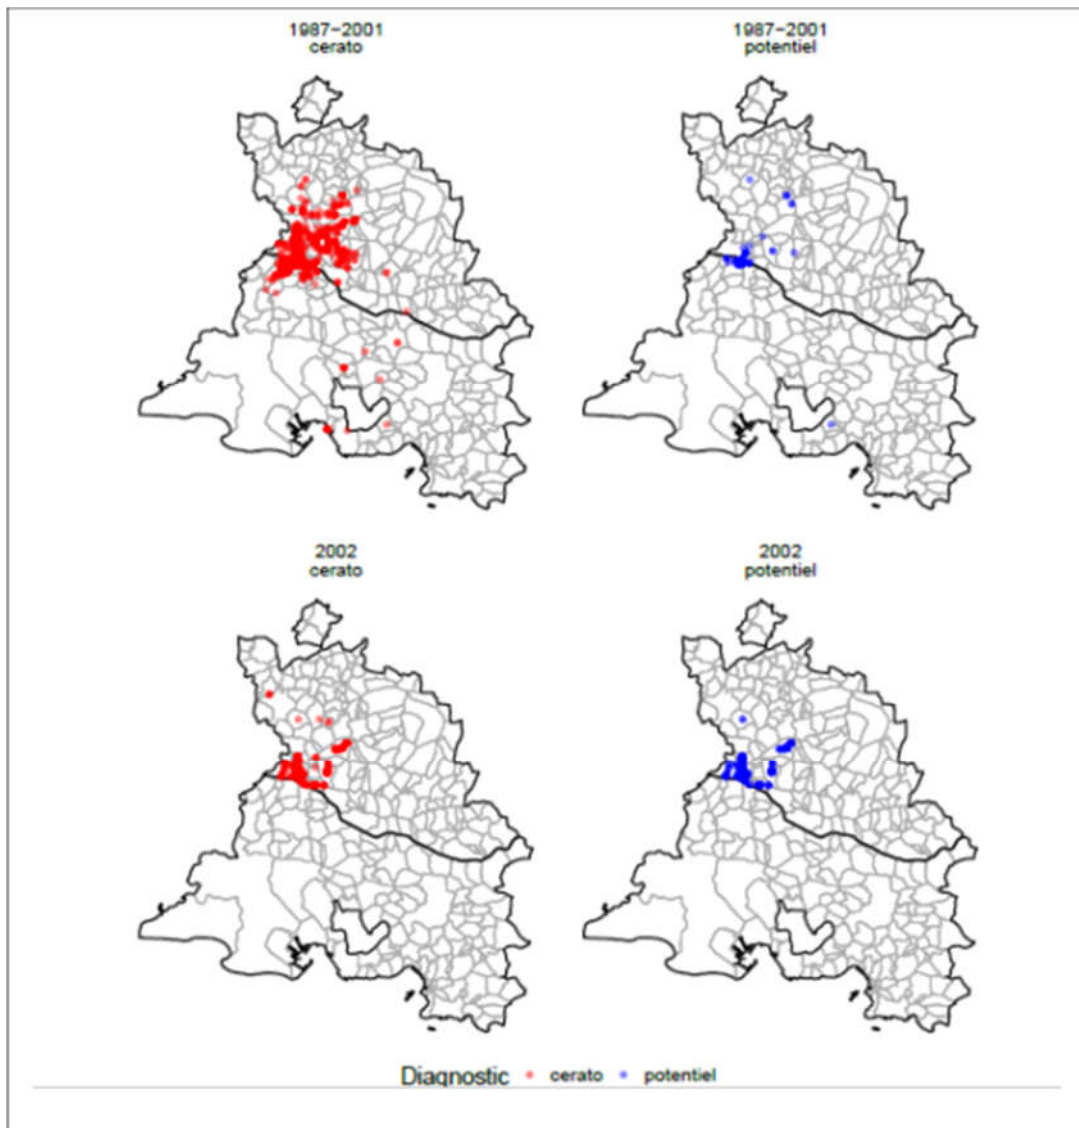 1987–2001
cerato
1987–2001
potentiel
2002
cerato
2002
potentiel
Diagnostic cerato potentiel